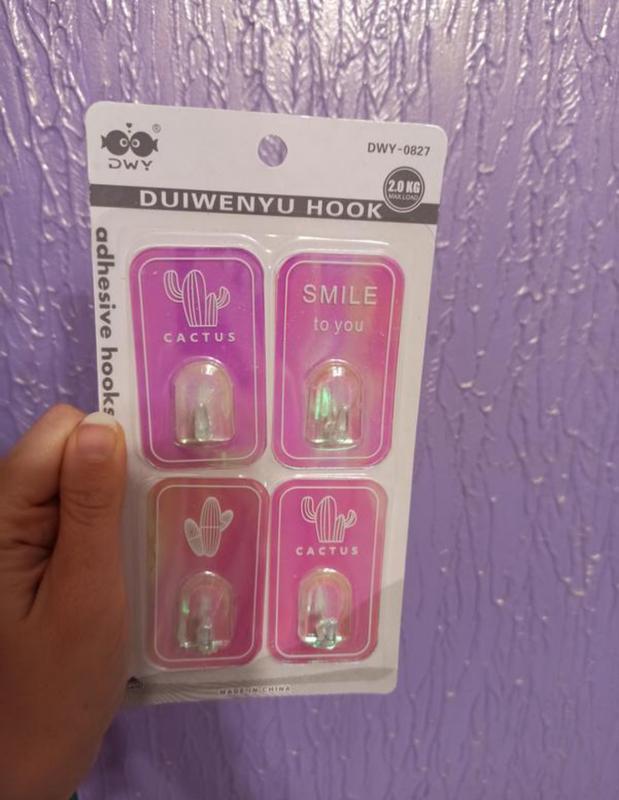 DWY
®
DWY-0827
2.0 KG
MAX LOAD
DUIWENYU HOOK
adhesive hooks
CACTUS
SMILE
to you
CACTUS
MADE IN CHINA